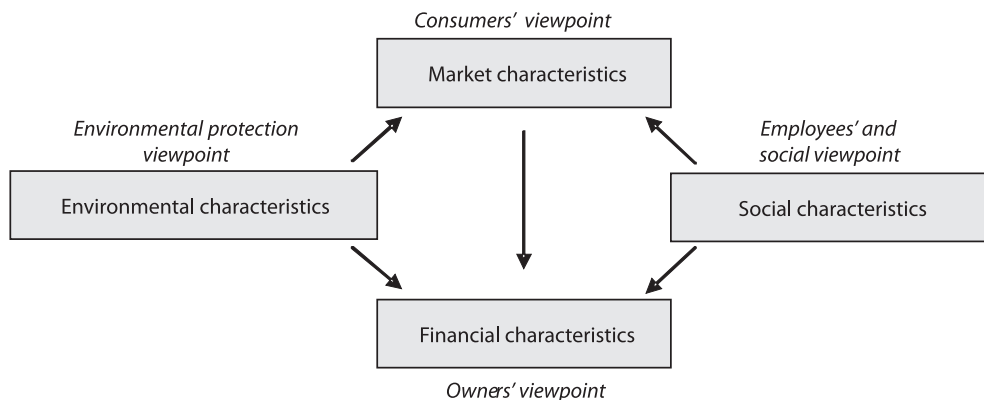 Consumers' viewpoint
Market characteristics
Environmental protection
viewpoint
Employees' and
social viewpoint
Environmental characteristics
Social characteristics
Financial characteristics
Owners' viewpoint